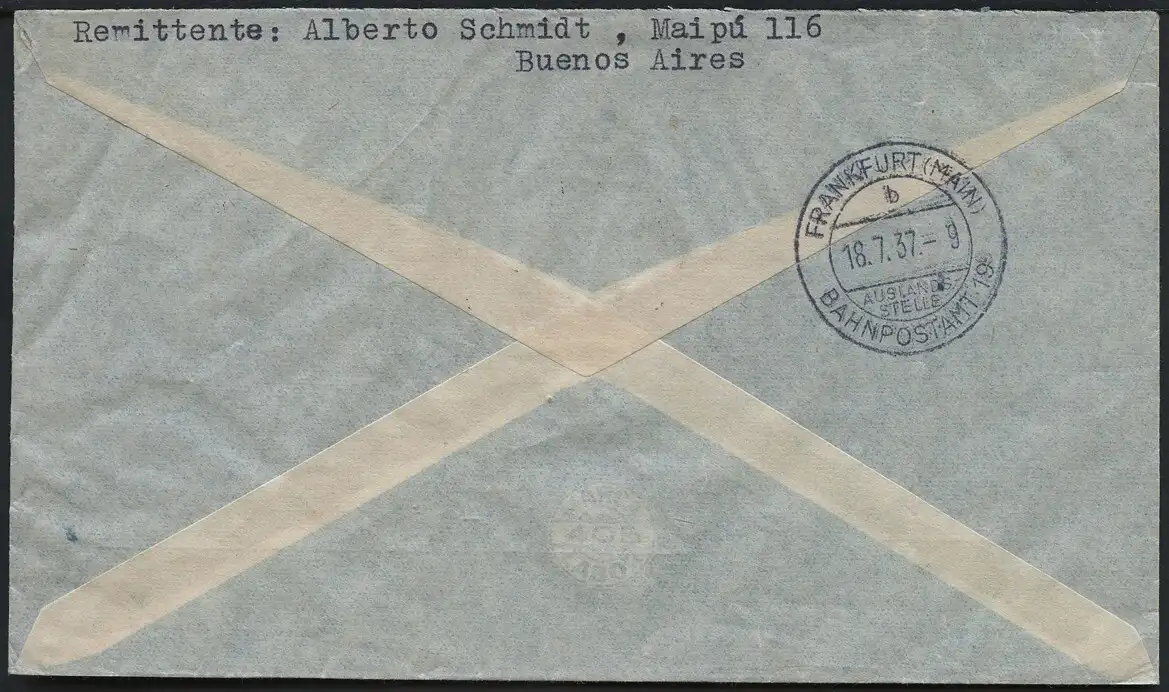 Remittente: Alberto Schmidt , Maipú 116
Buenos Aires
FRANKFURT (MAIN)
b
18.7.37.- 9
AUSLANDS
STELLE
BAHNPOSTAMT 19